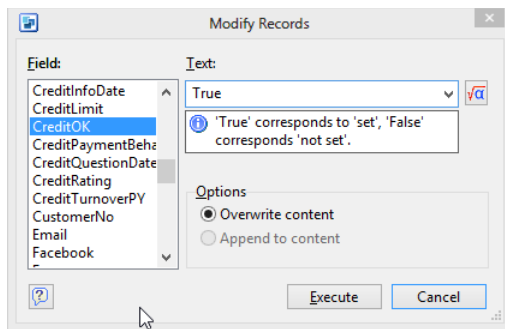 Modify Records
Field:
Text:
CreditInfoDate
CreditLimit
CreditOK
CreditPaymentBeha
CreditQuestionDate
CreditRating
CreditTurnoverPY
CustomerNo
Email
Facebook
True
√α
'True' corresponds to 'set', 'False'
corresponds 'not set'.
Options
Overwrite content
Append to content
?
Execute
Cancel